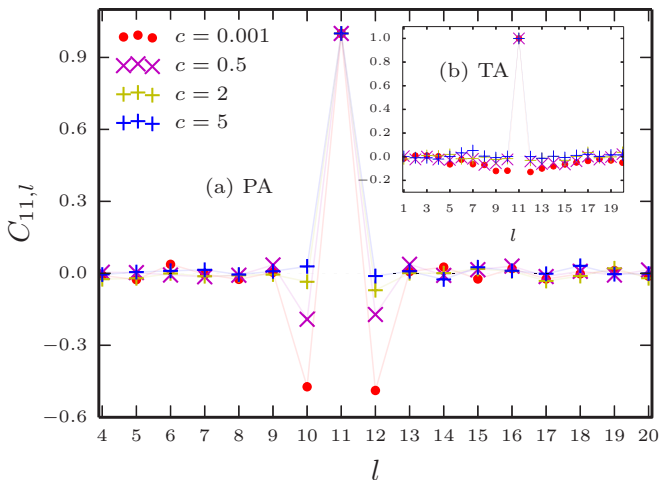 C₁₁,ₗ
0.9
0.6
0.3
0.0
−0.3
−0.6
c = 0.001
c = 0.5
c = 2
c = 5
(a) PA
1.0
0.8
0.6
0.4
0.2
0.0
−0.2
(b) TA
1 3 5 7 9 11 13 15 17 19
l
4 5 6 7 8 9 10 11 12 13 14 15 16 17 18 19 20
l